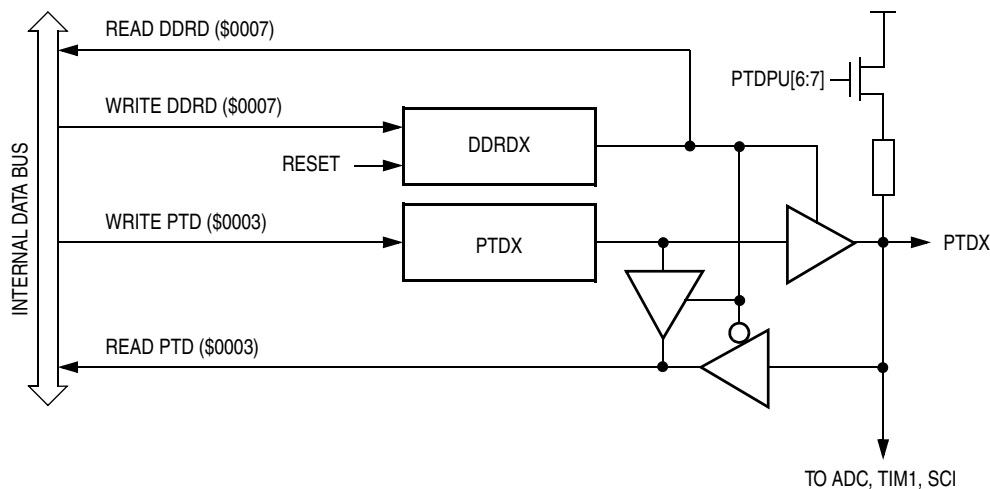 READ DDRD ($0007)
PTDPU[6:7]
WRITE DDRD ($0007)
DDRDX
RESET
INTERNAL DATA BUS
WRITE PTD ($0003)
PTDX
PTDX
READ PTD ($0003)
TO ADC, TIM1, SCI